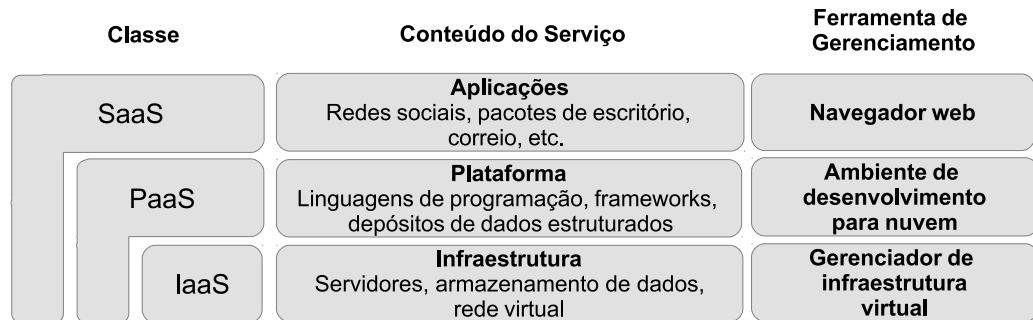 Classe
Conteúdo do Serviço
Ferramenta de
Gerenciamento
SaaS
Aplicações
Redes sociais, pacotes de escritório,
correio, etc.
Navegador web
PaaS
Plataforma
Linguagens de programação, frameworks,
depósitos de dados estruturados
Ambiente de
desenvolvimento
para nuvem
IaaS
Infraestrutura
Servidores, armazenamento de dados,
rede virtual
Gerenciador de
infraestrutura
virtual